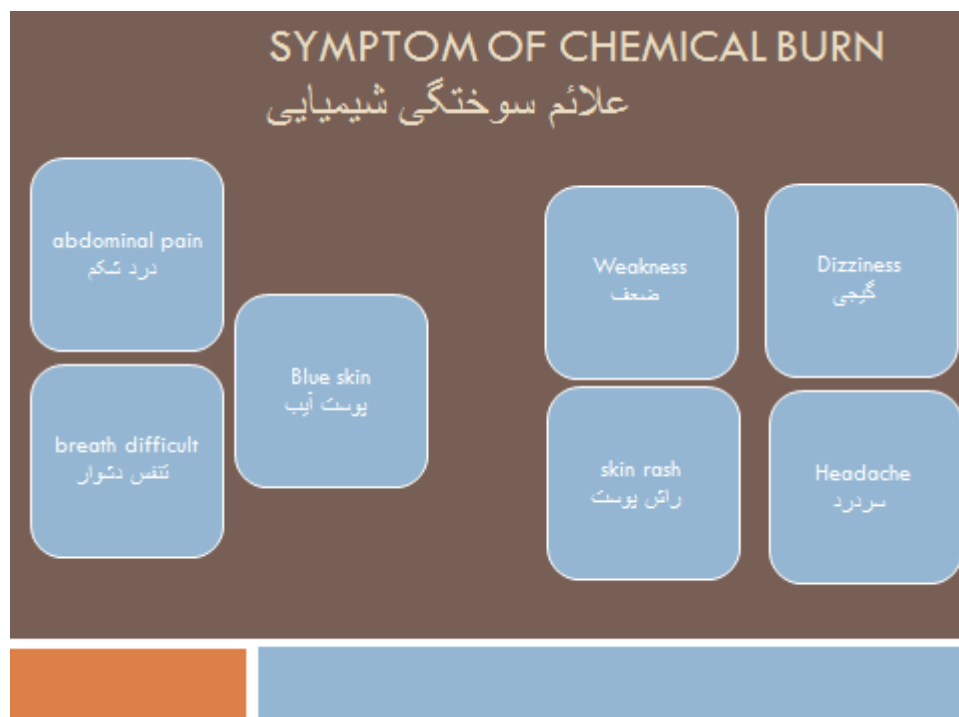 SYMPTOM OF CHEMICAL BURN
علائم سوختگی شیمیایی
abdominal pain
درد شکم
breath difficult
تنفس دشوار
Blue skin
پوست آیب
Weakness
ضعف
skin rash
راش پوست
Dizziness
گیجی
Headache
سردرد